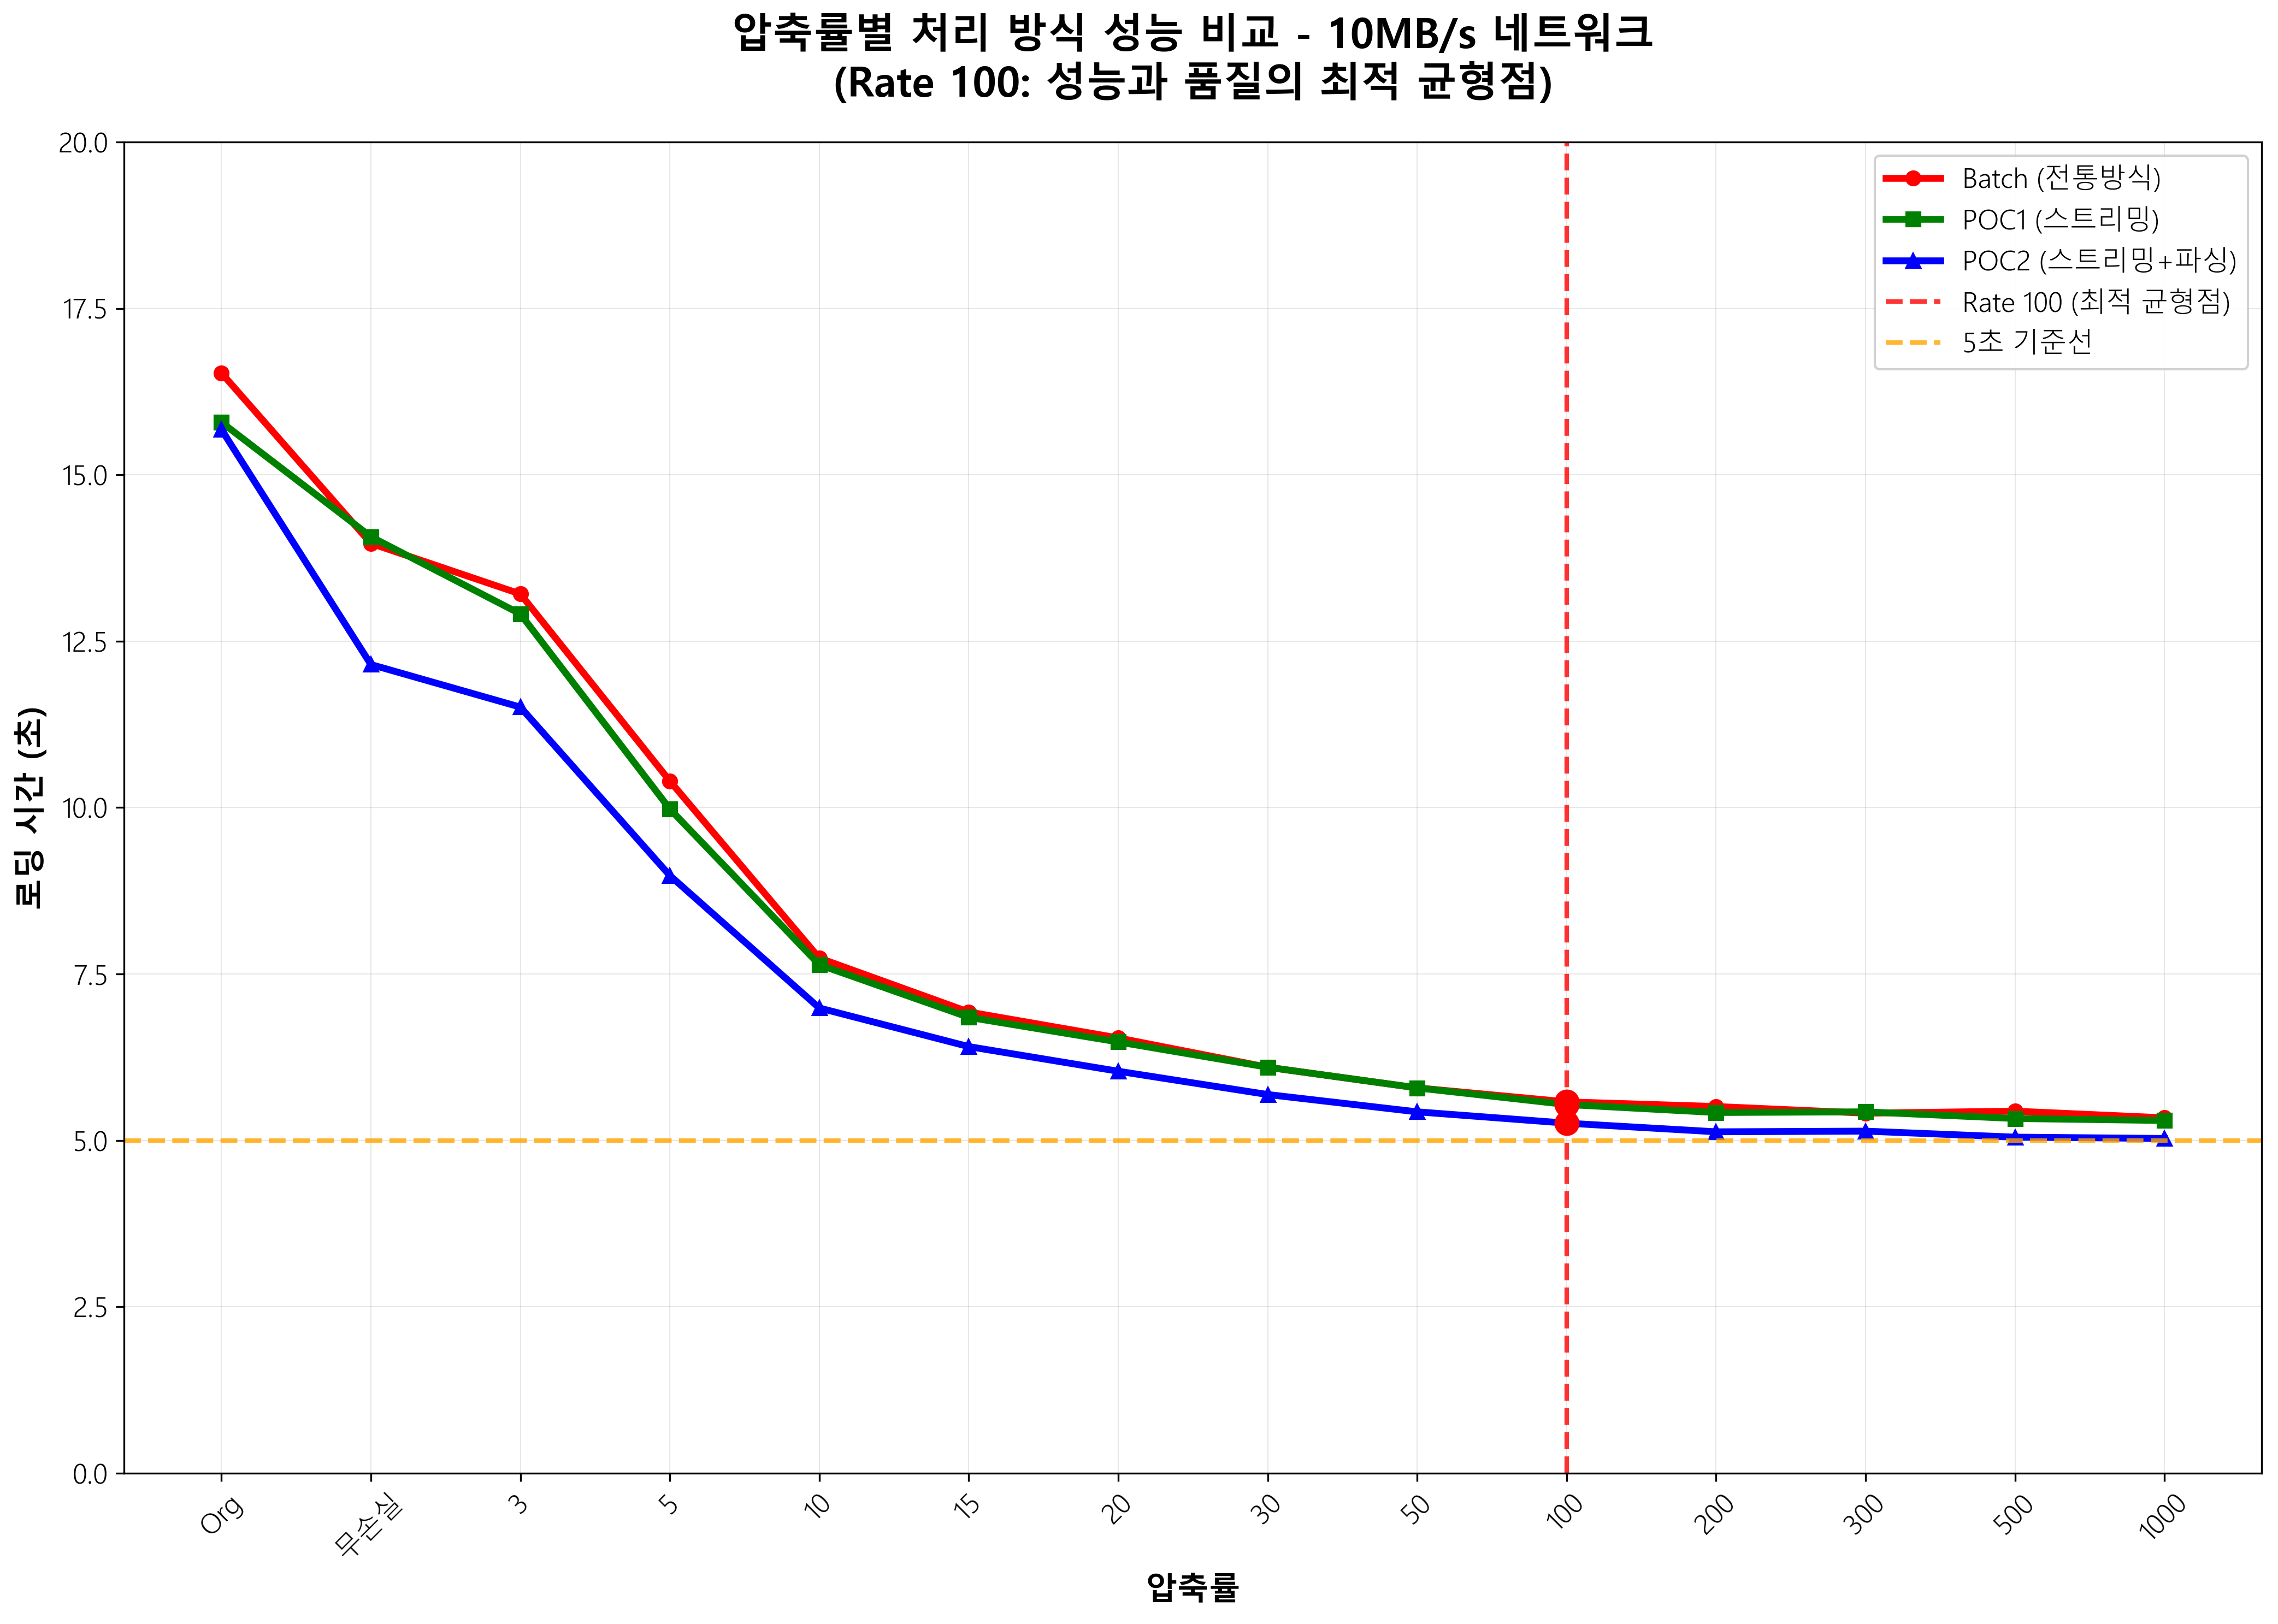 압축률별 처리 방식 성능 비교 - 10MB/s 네트워크
(Rate 100: 성능과 품질의 최적 균형점)
Batch (전통방식)
POC1 (스트리밍)
POC2 (스트리밍+파싱)
Rate 100 (최적 균형점)
5초 기준선
로딩 시간 (초)
20.0
17.5
15.0
12.5
10.0
7.5
5.0
2.5
0.0
Org 무손실 3 5 10 15 20 30 50 100 200 300 500 1000
압축률